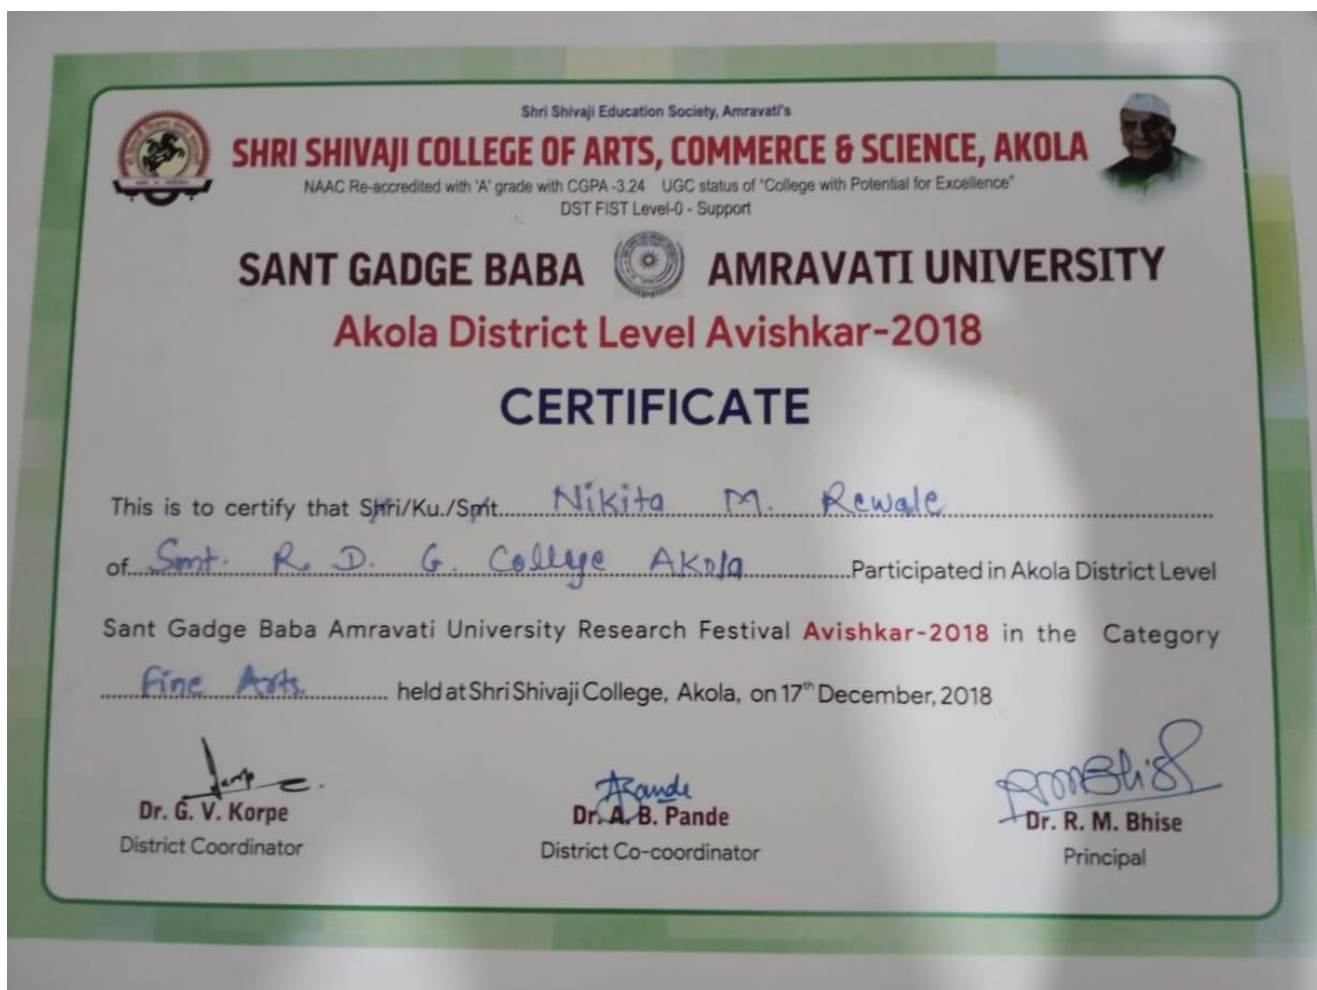 Shri Shivaji Education Society, Amravati's
SHRI SHIVAJI COLLEGE OF ARTS, COMMERCE & SCIENCE, AKOLA
NAAC Re-accredited with 'A' grade with CGPA -3.24 UGC status of "College with Potential for Excellence"
DST FIST Level-0 - Support
SANT GADGE BABA AMRAVATI UNIVERSITY
Akola District Level Avishkar-2018
CERTIFICATE
This is to certify that Shri/Ku./Smt. Nikita M. Rewale
of Smt. R. D. G. College Akola Participated in Akola District Level
Sant Gadge Baba Amravati University Research Festival Avishkar-2018 in the Category
Fine Arts. held at Shri Shivaji College, Akola, on 17th December, 2018
Dr. G. V. Korpe Dr. A. B. Pande Dr. R. M. Bhise
District Coordinator District Co-coordinator Principal